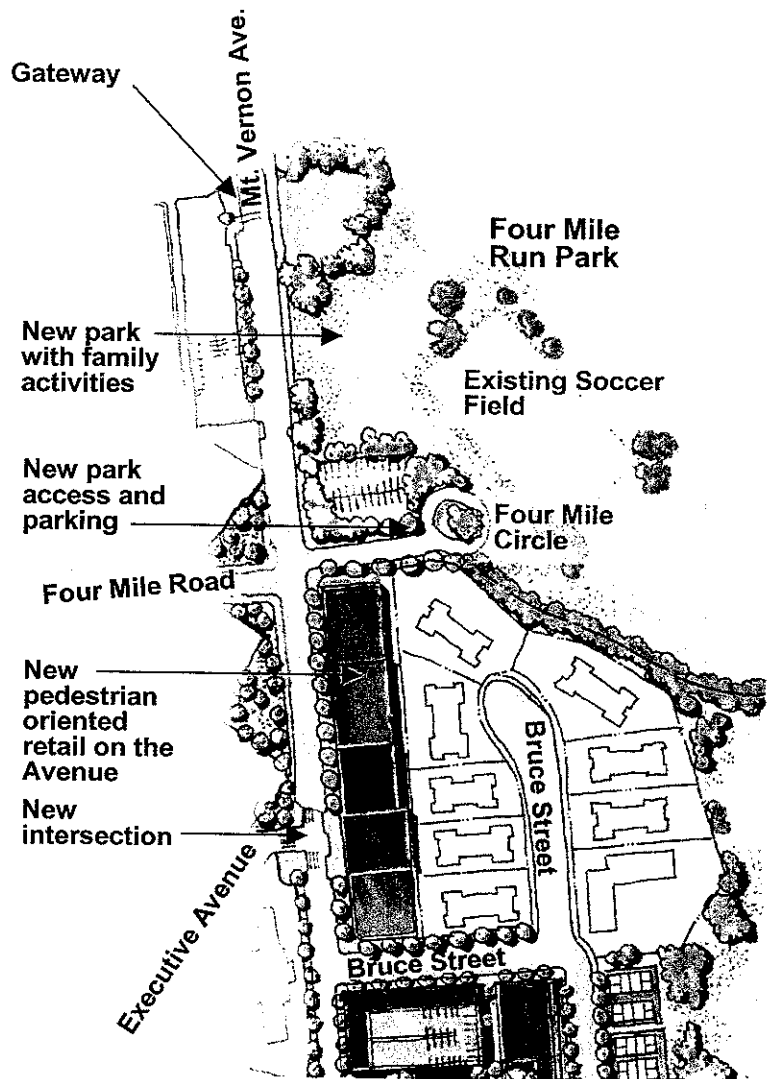 Gateway
Mt. Vernon Ave.
Four Mile
Run Park
New park
with family
activities
Existing Soccer
Field
New park
access and
parking
Four Mile
Circle
Four Mile Road
New
pedestrian
oriented
retail on the
Avenue
Bruce Street
New
intersection
Executive Avenue
Bruce Street